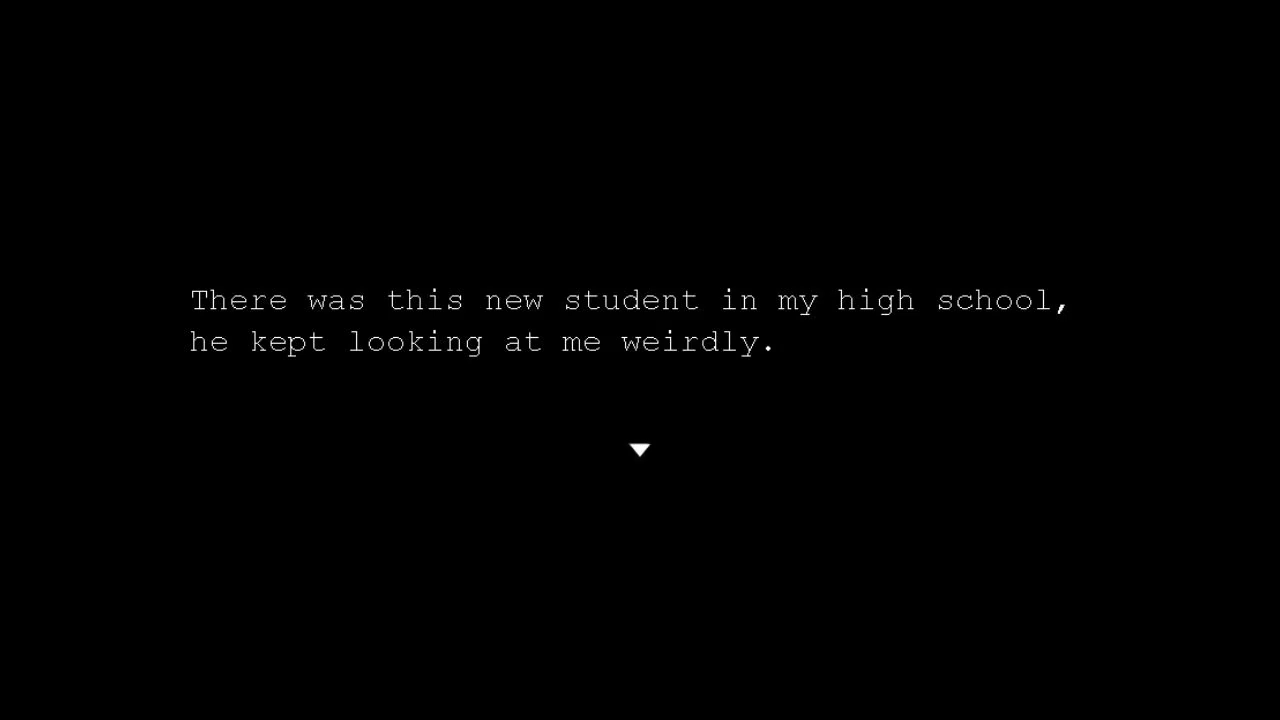 There was this new student in my high school,
he kept looking at me weirdly.